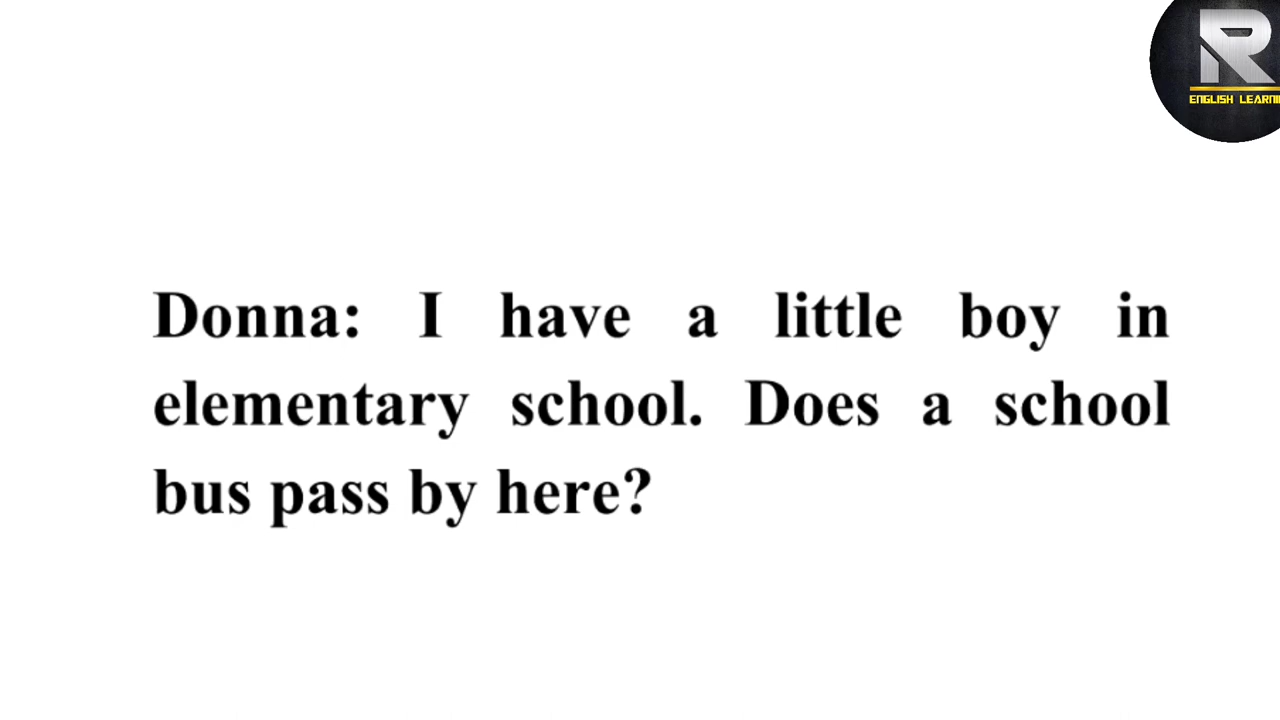 R
ENGLISH LEARNI
Donna: I have a little boy in
elementary school. Does a school
bus pass by here?